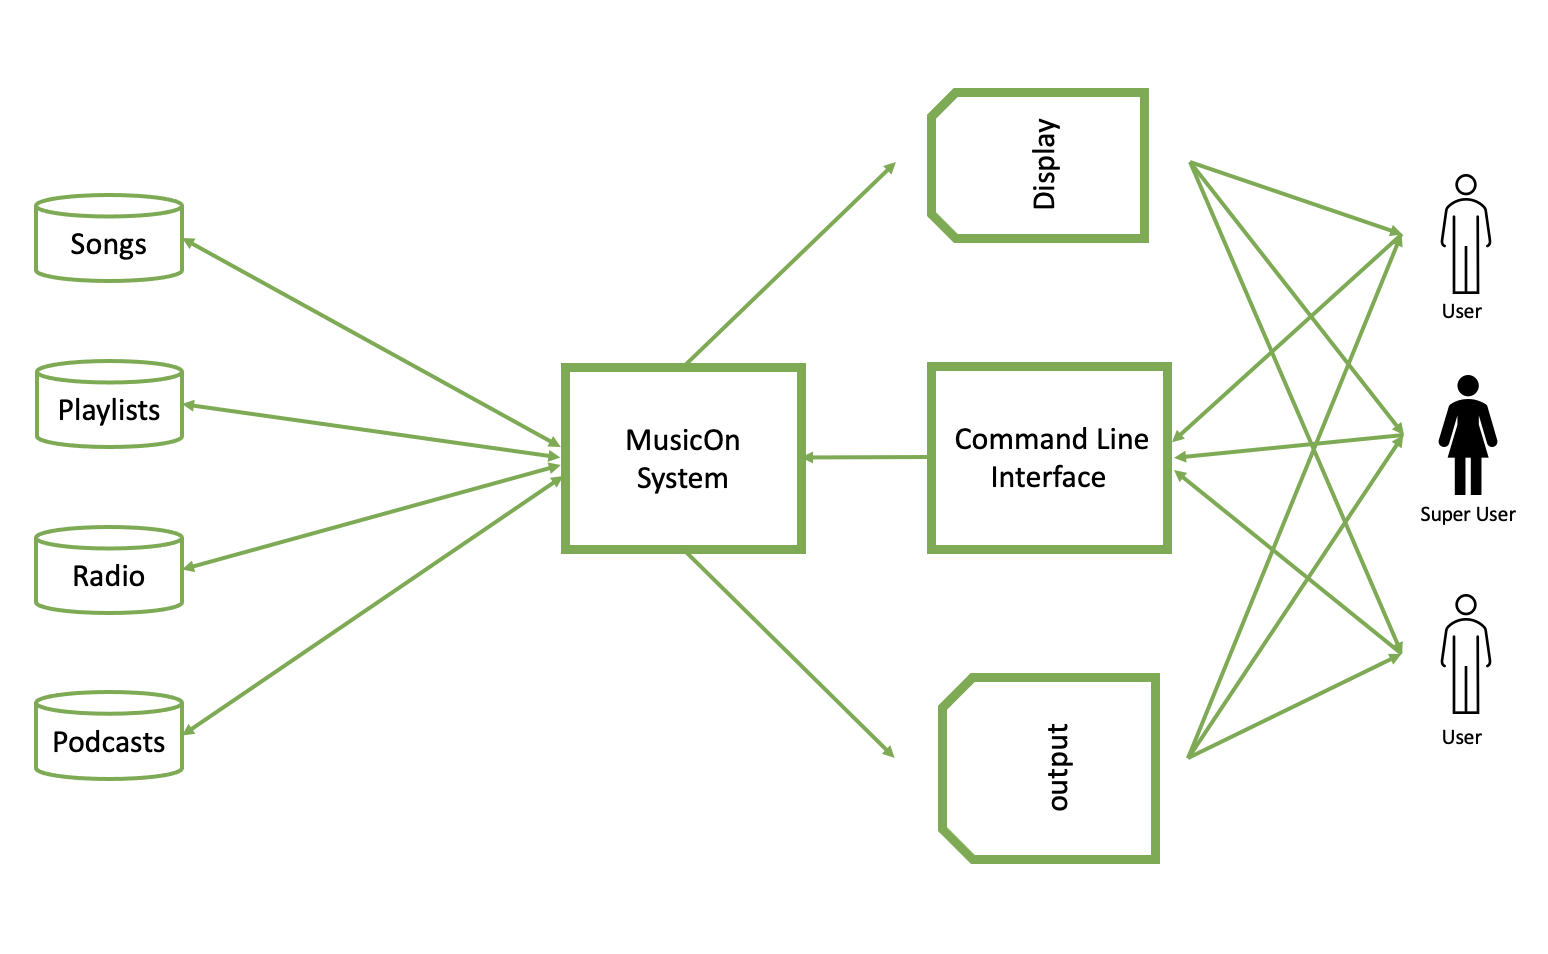 Songs
Playlists
Radio
Podcasts
MusicOn
System
Display
Command Line
Interface
output
User
Super User
User